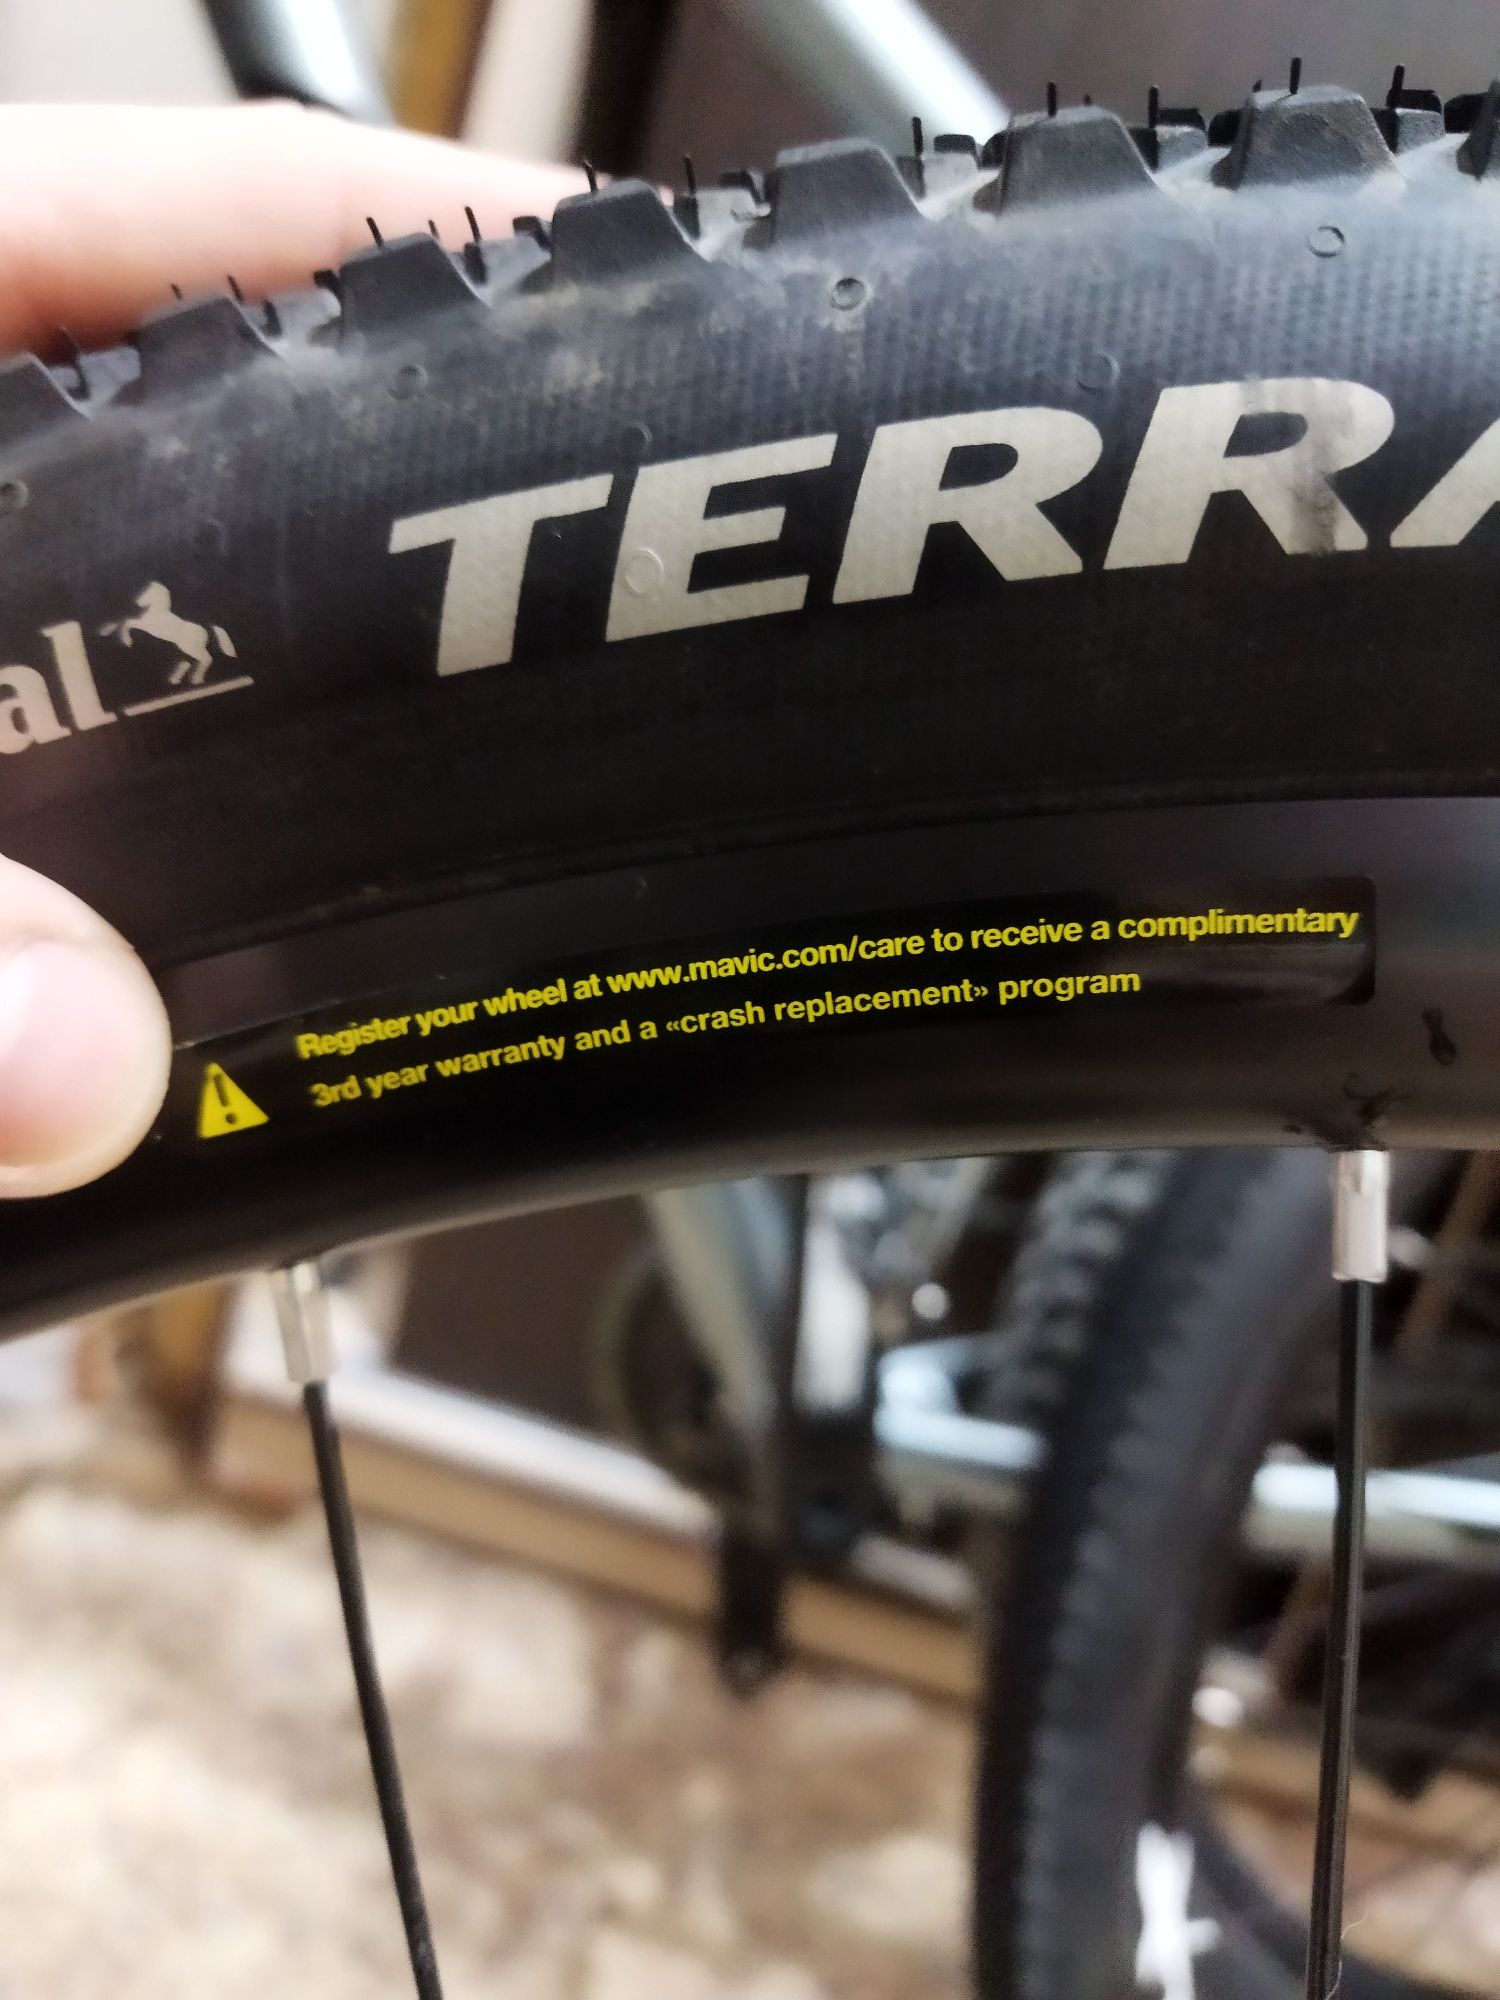 al TERRA
Register your wheel at www.mavic.com/care to receive a complimentary
3rd year warranty and a «crash replacement» program